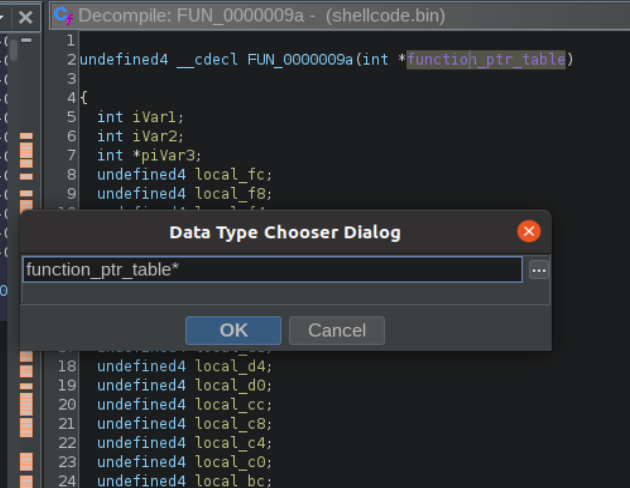 Decompile: FUN_0000009a - (shellcode.bin)
1
2 undefined4 __cdecl FUN_0000009a(int *function_ptr_table)
3
4 {
5 int iVar1;
6 int iVar2;
7 int *piVar3;
8 undefined4 local_fc;
9 undefined4 local_f8;
Data Type Chooser Dialog
function_ptr_table*
...
OK Cancel
18 undefined4 local_d4;
19 undefined4 local_d0;
20 undefined4 local_cc;
21 undefined4 local_c8;
22 undefined4 local_c4;
23 undefined4 local_c0;
24 undefined4 local_bc;